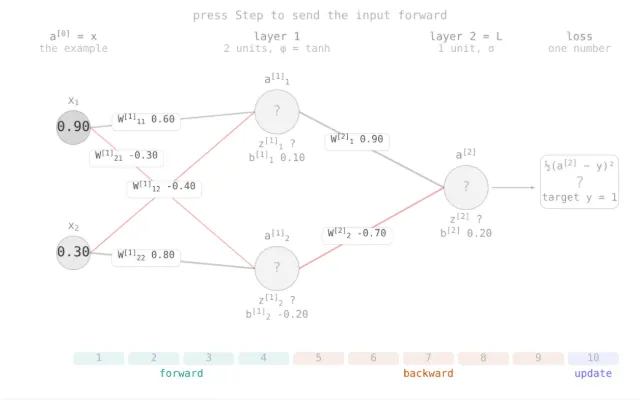 press Step to send the input forward
a[0] = x
the example
layer 1
2 units, φ = tanh
layer 2 = L
1 unit, σ
loss
one number
x₁
0.90
x₂
0.30
W[1]₁₁ 0.60
W[1]₂₁ -0.30
W[1]₁₂ -0.40
W[1]₂₂ 0.80
a[1]₁
?
z[1]₁ ?
b[1]₁ 0.10
a[1]₂
?
z[1]₂ ?
b[1]₂ -0.20
W[2]₁ 0.90
W[2]₂ -0.70
a[2]
?
z[2] ?
b[2] 0.20
½(a[2] − y)²
?
target y = 1
1 2 3 4 5 6 7 8 9 10
forward backward update